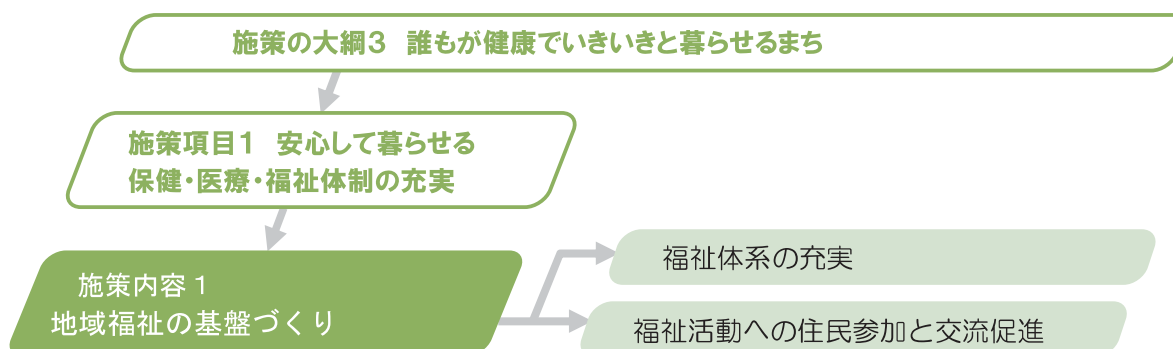 施策の大綱3 誰もが健康でいきいきと暮らせるまち
施策項目1 安心して暮らせる
保健・医療・福祉体制の充実
施策内容1
地域福祉の基盤づくり
福祉体系の充実
福祉活動への住民参加と交流促進